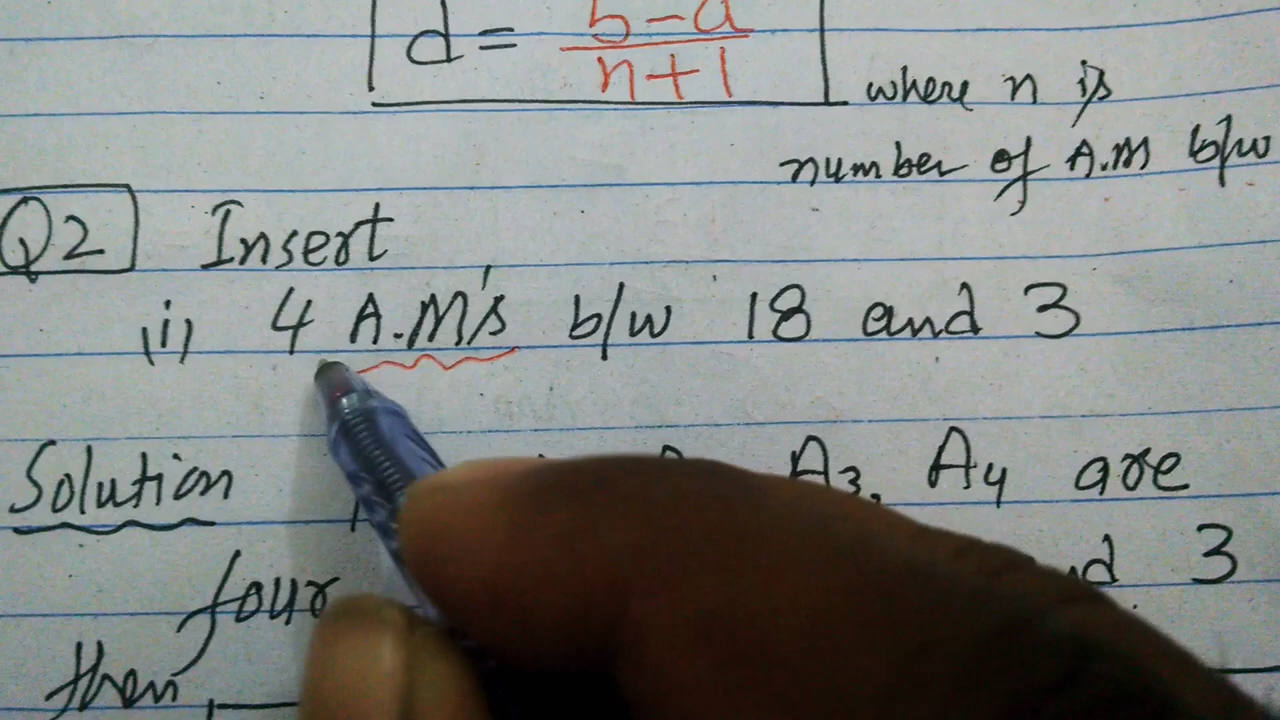 d = b-a
n+1
where n is
number of A.M b/w
Q2 Insert
(i) 4 A.M's b/w 18 and 3
Solution A3, A4 are
four 3
then,